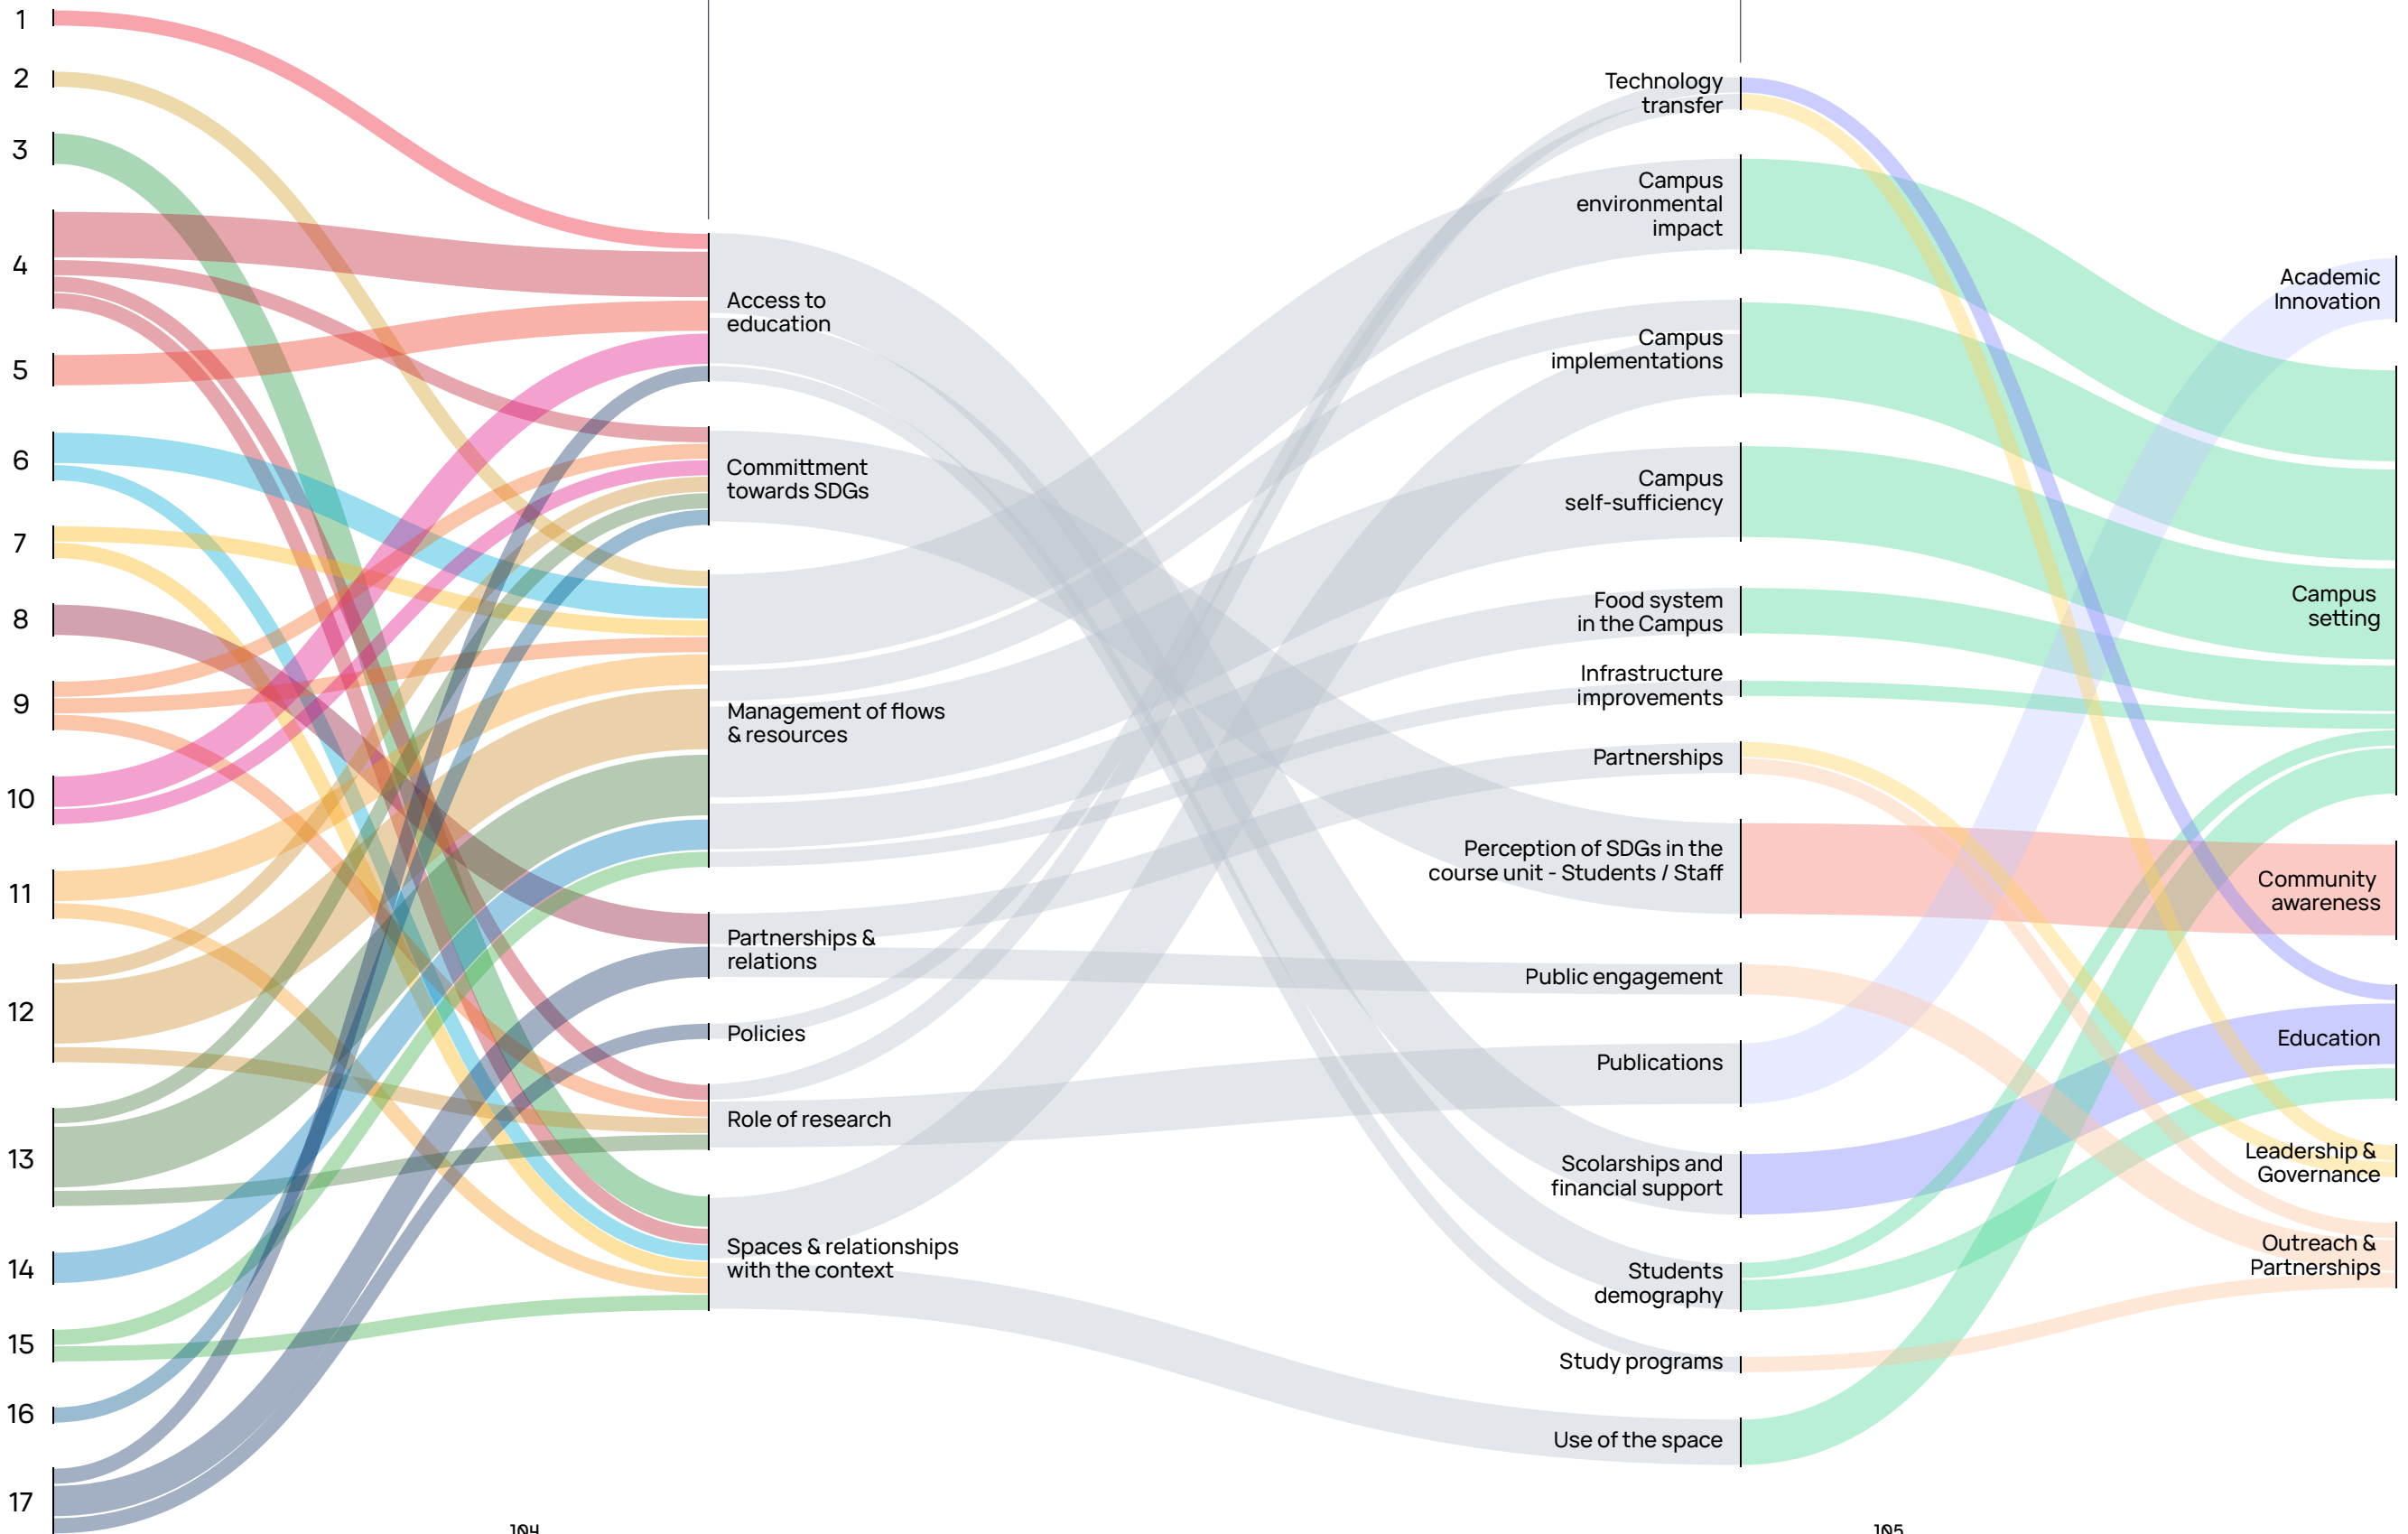 1
2
3
4
5
6
7
8
9
10
11
12
13
14
15
16
17
Access to
education
Committment
towards SDGs
Management of flows
& resources
Partnerships &
relations
Policies
Role of research
Spaces & relationships
with the context
Technology
transfer
Campus
environmental
impact
Campus
implementations
Campus
self-sufficiency
Food system
in the Campus
Infrastructure
improvements
Partnerships
Perception of SDGs in the
course unit - Students / Staff
Public engagement
Publications
Scolarships and
financial support
Students
demography
Study programs
Use of the space
Academic
Innovation
Campus
setting
Community
awareness
Education
Leadership &
Governance
Outreach &
Partnerships
104
105